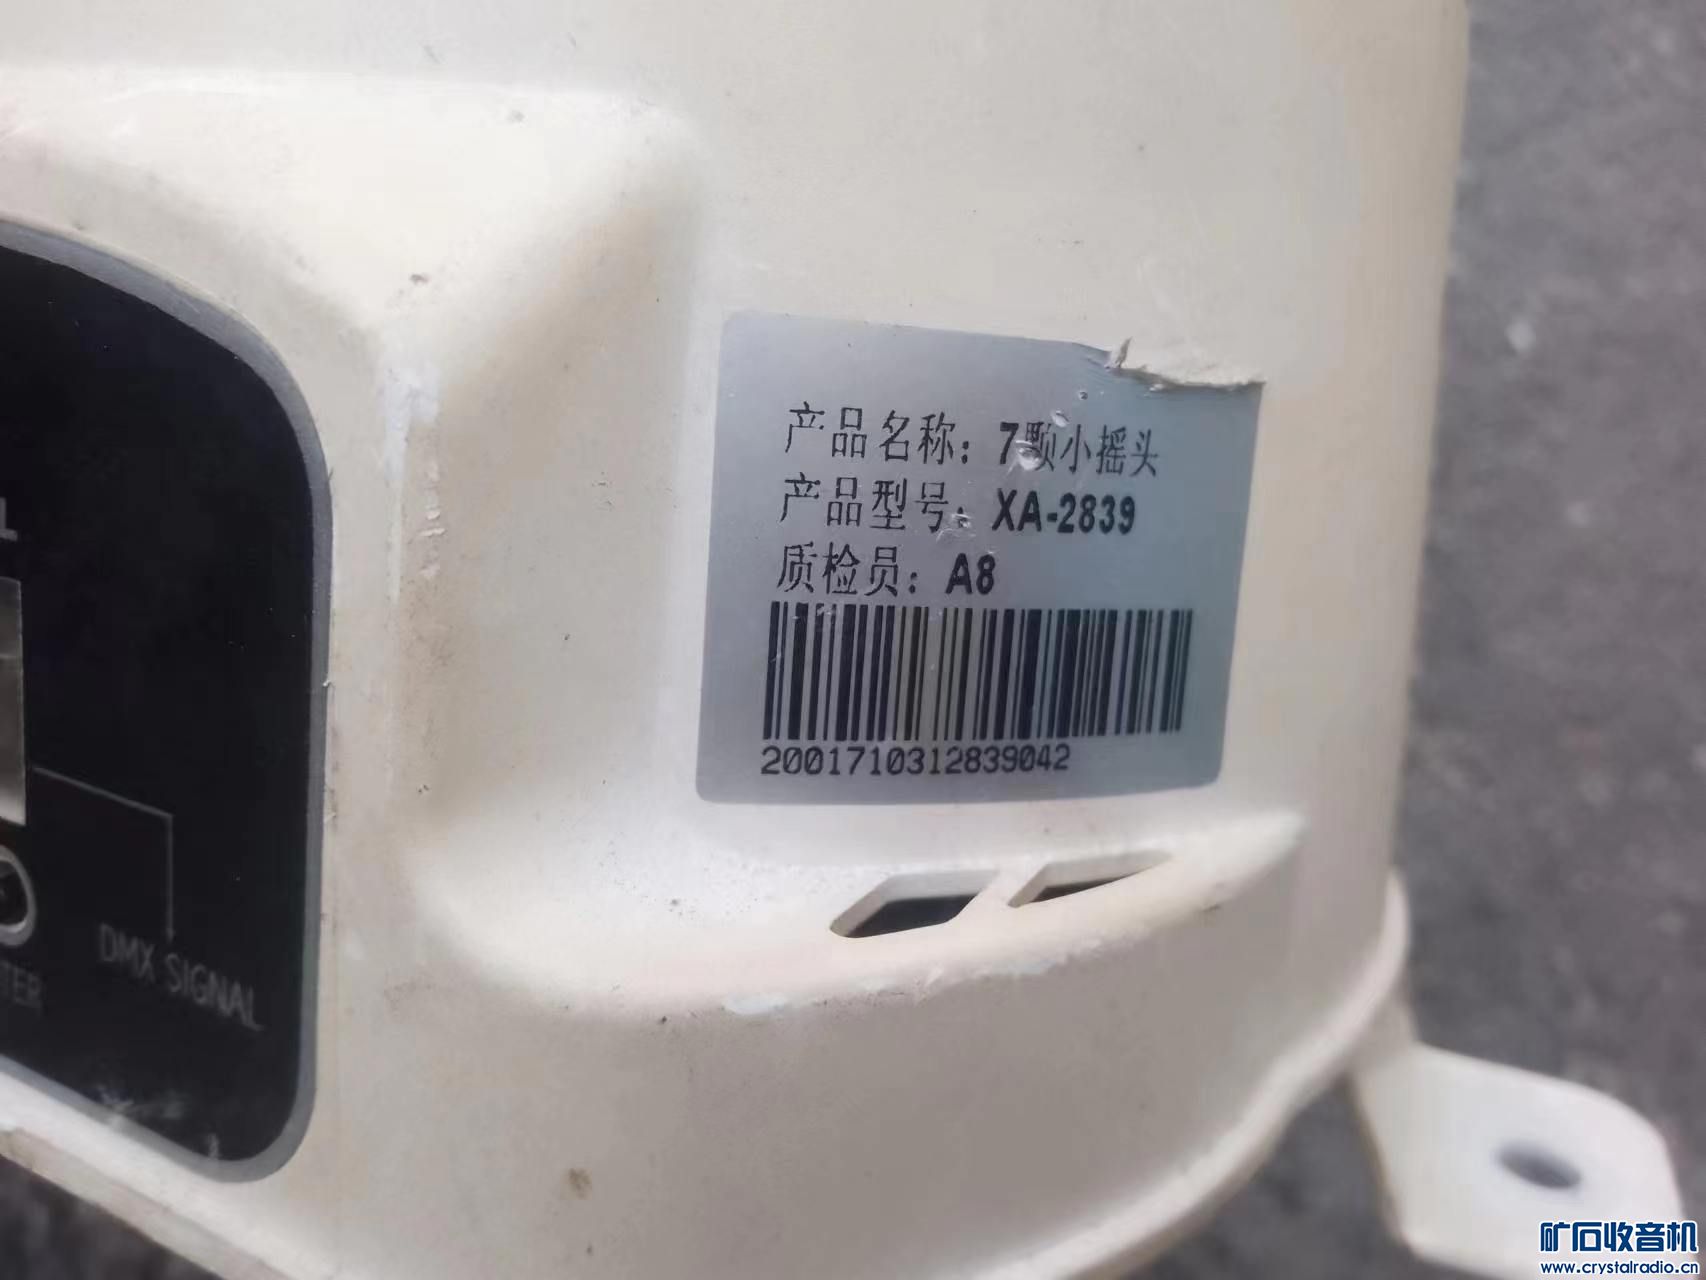 产品名称：7颗小摇头
产品型号：XA-2839
质检员：A8
2001710312839042
L
DMX SIGNAL
TER
矿石收音机
www.crystalradio.cn